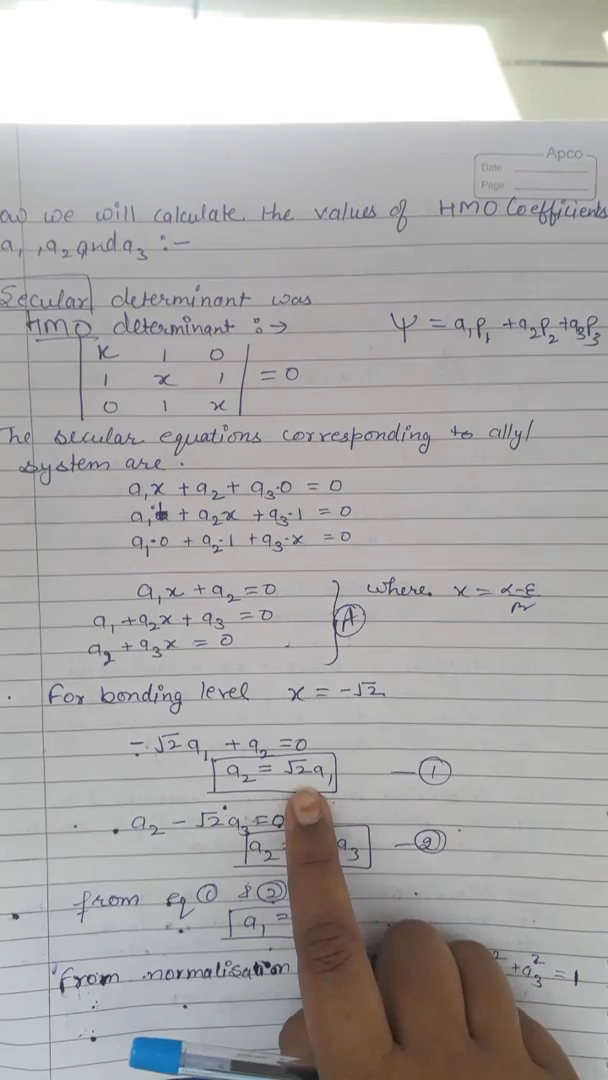 Apco
Date
Page
ow we will calculate the values of HMO Coefficients
a₁, a₂ and a₃ :-
Secular determinant was
HMO determinant :→ Ψ = a₁p₁ + a₂p₂ + a₃p₃
| x 1 0 |
| 1 x 1 | = 0
| 0 1 x |
The secular equations corresponding to allyl
system are.
a₁x + a₂ + a₃·0 = 0
a₁·1 + a₂x + a₃·1 = 0
a₁·0 + a₂·1 + a₃·x = 0
a₁x + a₂ = 0 where x = α-E/β
a₁ + a₂x + a₃ = 0 Ⓐ
a₂ + a₃x = 0
For bonding level x = -√2
-√2a₁ + a₂ = 0
a₂ = √2a₁ — ①
a₂ - √2a₃ = 0
a₂ = a₃ — ②
from eq ① & ②
a₁ =
from normalisation ² + a₃² = 1